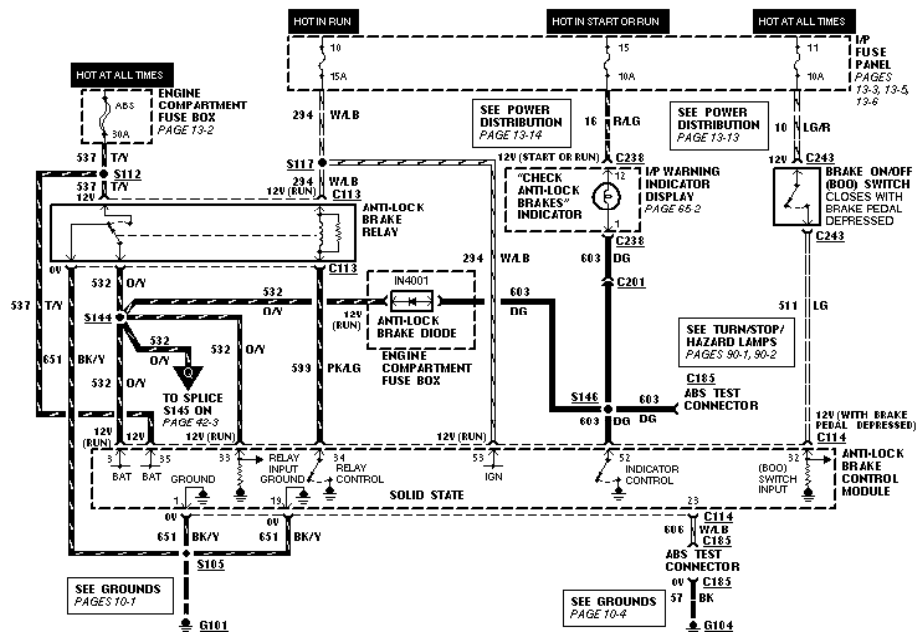 HOT IN RUN
HOT IN START OR RUN
HOT AT ALL TIMES
10
15A
15
10A
11
10A
I/P
FUSE
PANEL
PAGES
13-3, 13-5,
13-6
HOT AT ALL TIMES
ABS
30A
ENGINE
COMPARTMENT
FUSE BOX
PAGE 13-2
294 W/LB
SEE POWER
DISTRIBUTION
PAGE 13-14
16 R/LG
SEE POWER
DISTRIBUTION
PAGE 13-13
10 LG/R
537 T/Y
S112
537 T/Y
12V
S117
294 W/LB
12V (RUN) C113
12V (START OR RUN) C238
12V C243
"CHECK
ANTI-LOCK
BRAKES"
INDICATOR
12
1
I/P WARNING
INDICATOR
DISPLAY
PAGE 65-2
BRAKE ON/OFF
(BOO) SWITCH
CLOSES WITH
BRAKE PEDAL
DEPRESSED
ANTI-LOCK
BRAKE
RELAY
C238
C243
0V
C113
603 DG
C201
532 O/Y
294 W/LB
537 T/Y
532
O/Y
IN4001
12V
(RUN)
ANTI-LOCK
BRAKE DIODE
ENGINE
COMPARTMENT
FUSE BOX
603
DG
511 LG
S144
SEE TURN/STOP/
HAZARD LAMPS
PAGES 90-1, 90-2
651 BK/Y
532
O/Y
532 O/Y
599 PK/LG
532 O/Y
TO SPLICE
S145 ON
PAGE 42-3
C185
ABS TEST
CONNECTOR
S146
603
DG
603 DG
12V
(RUN)
12V
12V (RUN)
12V (RUN)
12V (WITH BRAKE
PEDAL DEPRESSED)
C114
3
BAT
35
BAT
33
RELAY
INPUT
34
RELAY
CONTROL
53
IGN
52
INDICATOR
CONTROL
32
(BOO)
SWITCH
INPUT
ANTI-LOCK
BRAKE
CONTROL
MODULE
GROUND
1
GROUND
19
SOLID STATE
23
0V
0V
C114
651 BK/Y
651 BK/Y
606 W/LB
C185
ABS TEST
CONNECTOR
S105
0V C185
SEE GROUNDS
PAGES 10-1
G101
SEE GROUNDS
PAGE 10-4
57 BK
G104